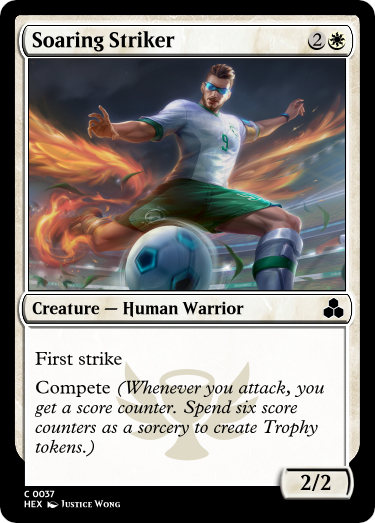 Soaring Striker 2
9
Creature — Human Warrior
First strike
Compete (Whenever you attack, you
get a score counter. Spend six score
counters as a sorcery to create Trophy
tokens.)
2/2
C 0037
HEX Justice Wong